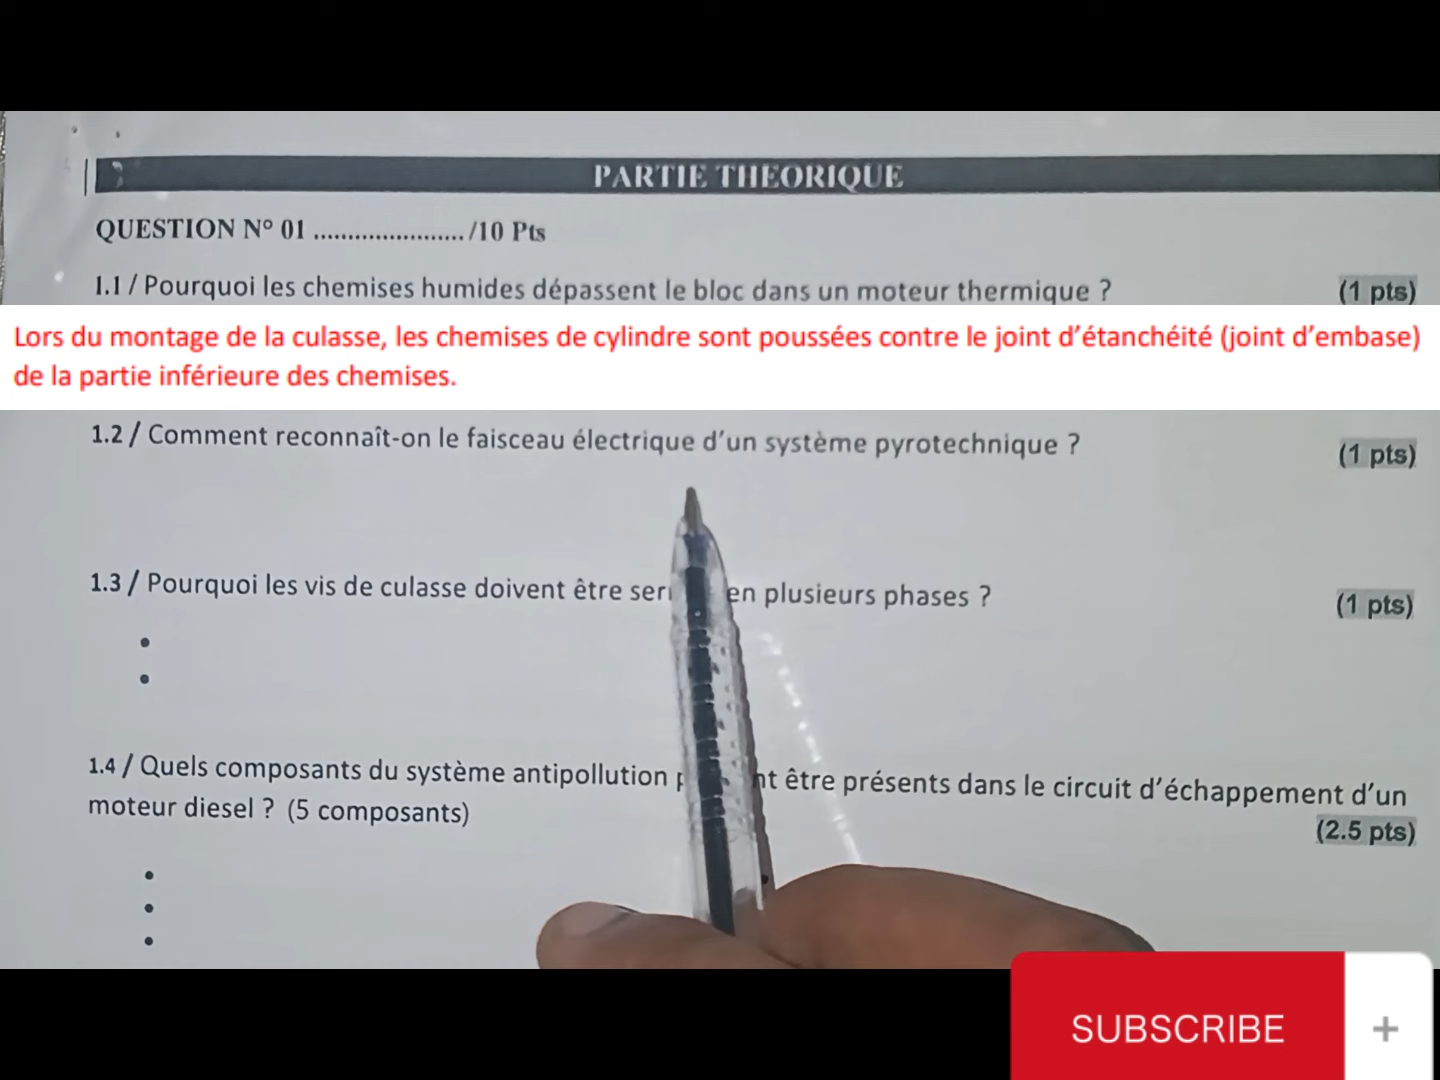 PARTIE THEORIQUE
QUESTION N° 01 ...................... /10 Pts
1.1 / Pourquoi les chemises humides dépassent le bloc dans un moteur thermique ? (1 pts)
Lors du montage de la culasse, les chemises de cylindre sont poussées contre le joint d'étanchéité (joint d'embase)
de la partie inférieure des chemises.
1.2 / Comment reconnaît-on le faisceau électrique d'un système pyrotechnique ? (1 pts)
1.3 / Pourquoi les vis de culasse doivent être en plusieurs phases ? (1 pts)
1.4 / Quels composants du système antipollution être présents dans le circuit d'échappement d'un
moteur diesel ? (5 composants)
(2.5 pts)
SUBSCRIBE +